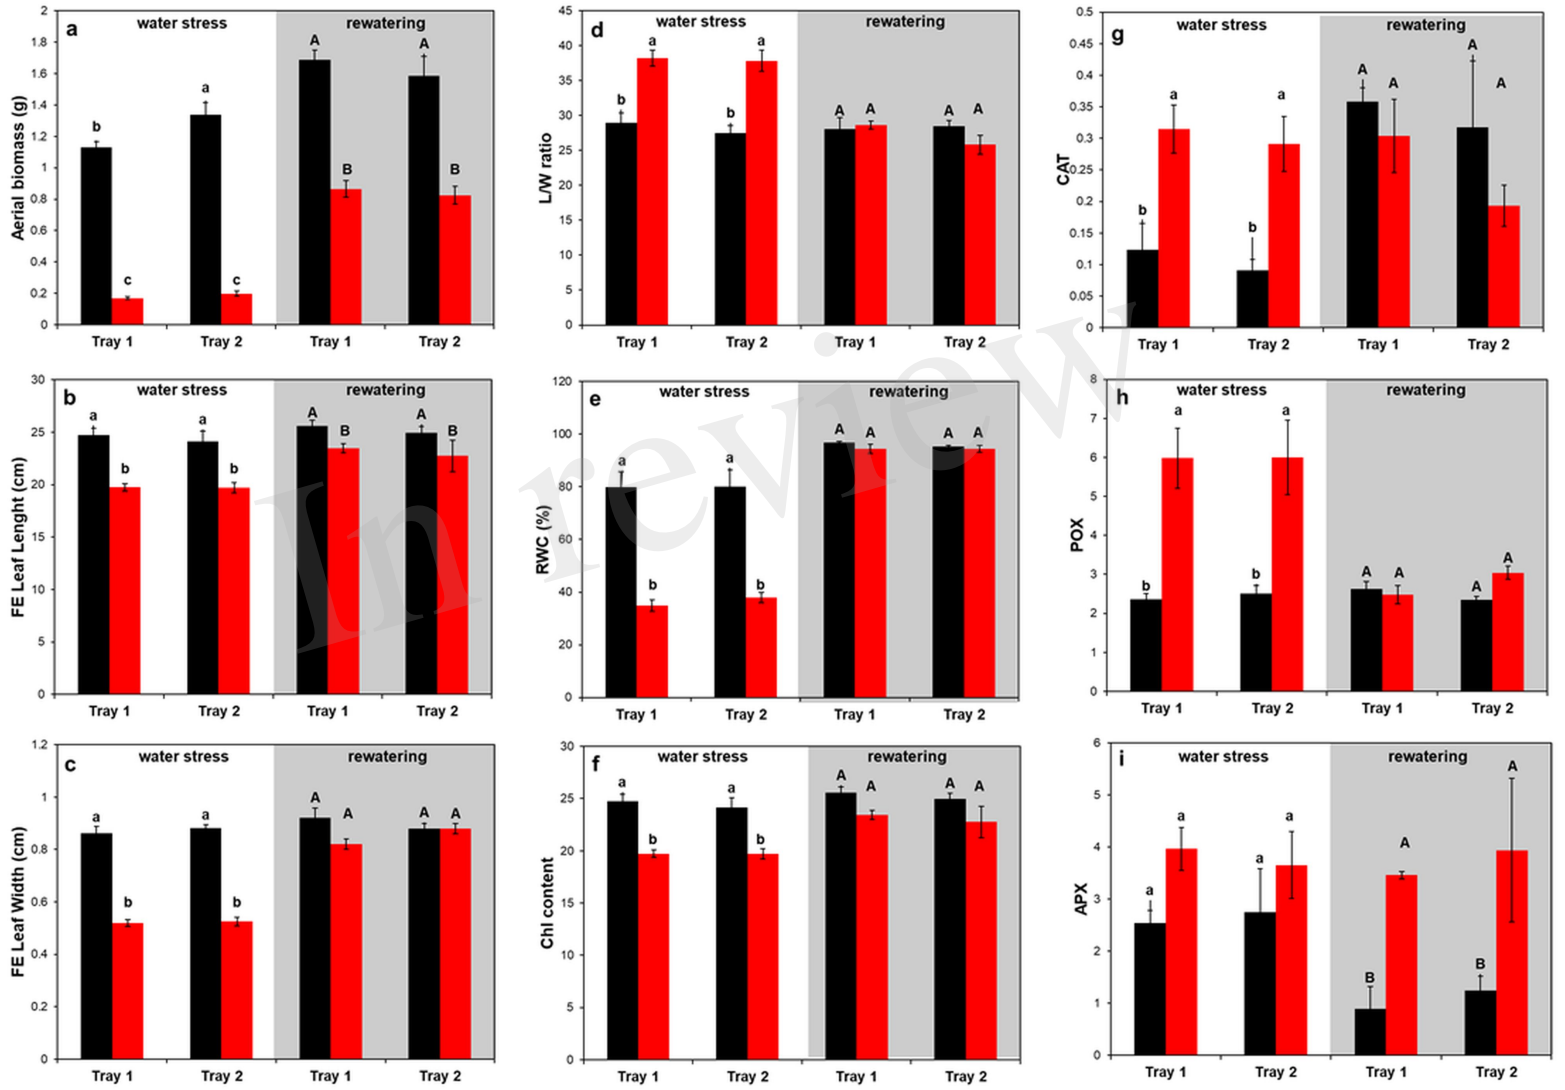 a
water stress
rewatering
2
1.8
1.6
1.4
1.2
1
0.8
0.6
0.4
0.2
0
Aerial biomass (g)
b
c
a
c
A
B
A
B
Tray 1
Tray 2
Tray 1
Tray 2
d
water stress
rewatering
45
40
35
30
25
20
15
10
5
0
L/W ratio
b
a
b
a
A
A
A
A
Tray 1
Tray 2
Tray 1
Tray 2
g
water stress
rewatering
0.5
0.45
0.4
0.35
0.3
0.25
0.2
0.15
0.1
0.05
0
CAT
b
a
b
a
A
A
A
A
Tray 1
Tray 2
Tray 1
Tray 2
b
water stress
rewatering
30
25
20
15
10
5
0
FE Leaf Lenght (cm)
a
b
a
b
A
B
A
B
Tray 1
Tray 2
Tray 1
Tray 2
e
water stress
rewatering
120
100
80
60
40
20
0
RWC (%)
a
b
a
b
A
A
A
A
Tray 1
Tray 2
Tray 1
Tray 2
h
water stress
rewatering
8
7
6
5
4
3
2
1
0
POX
b
a
b
a
A
A
A
A
Tray 1
Tray 2
Tray 1
Tray 2
c
water stress
rewatering
1.2
1
0.8
0.6
0.4
0.2
0
FE Leaf Width (cm)
a
b
a
b
A
A
A
A
Tray 1
Tray 2
Tray 1
Tray 2
f
water stress
rewatering
30
25
20
15
10
5
0
Chl content
a
b
a
b
A
A
A
A
Tray 1
Tray 2
Tray 1
Tray 2
i
water stress
rewatering
6
5
4
3
2
1
0
APX
a
a
a
a
B
A
B
A
Tray 1
Tray 2
Tray 1
Tray 2
In review